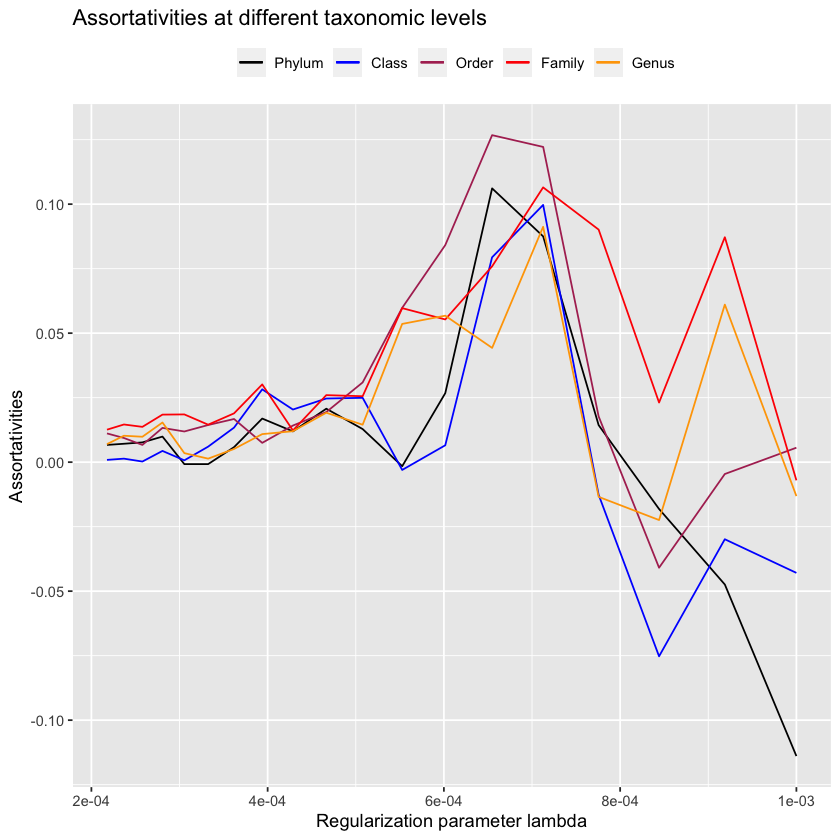 Assortativities at different taxonomic levels
Phylum Class Order Family Genus
0.10
0.05
0.00
-0.05
-0.10
Assortativities
2e-04 4e-04 6e-04 8e-04 1e-03
Regularization parameter lambda